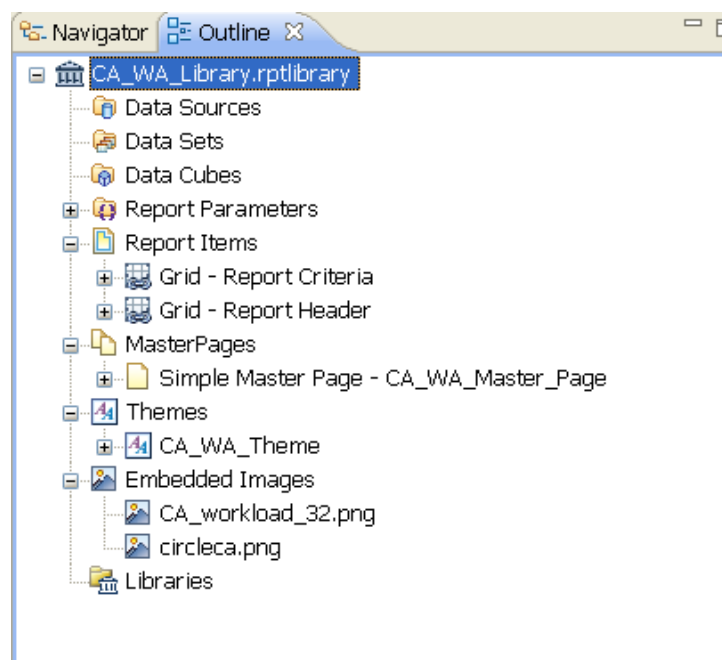 Navigator Outline
CA_WA_Library.rptlibrary
Data Sources
Data Sets
Data Cubes
Report Parameters
Report Items
Grid - Report Criteria
Grid - Report Header
MasterPages
Simple Master Page - CA_WA_Master_Page
Themes
CA_WA_Theme
Embedded Images
CA_workload_32.png
circleca.png
Libraries